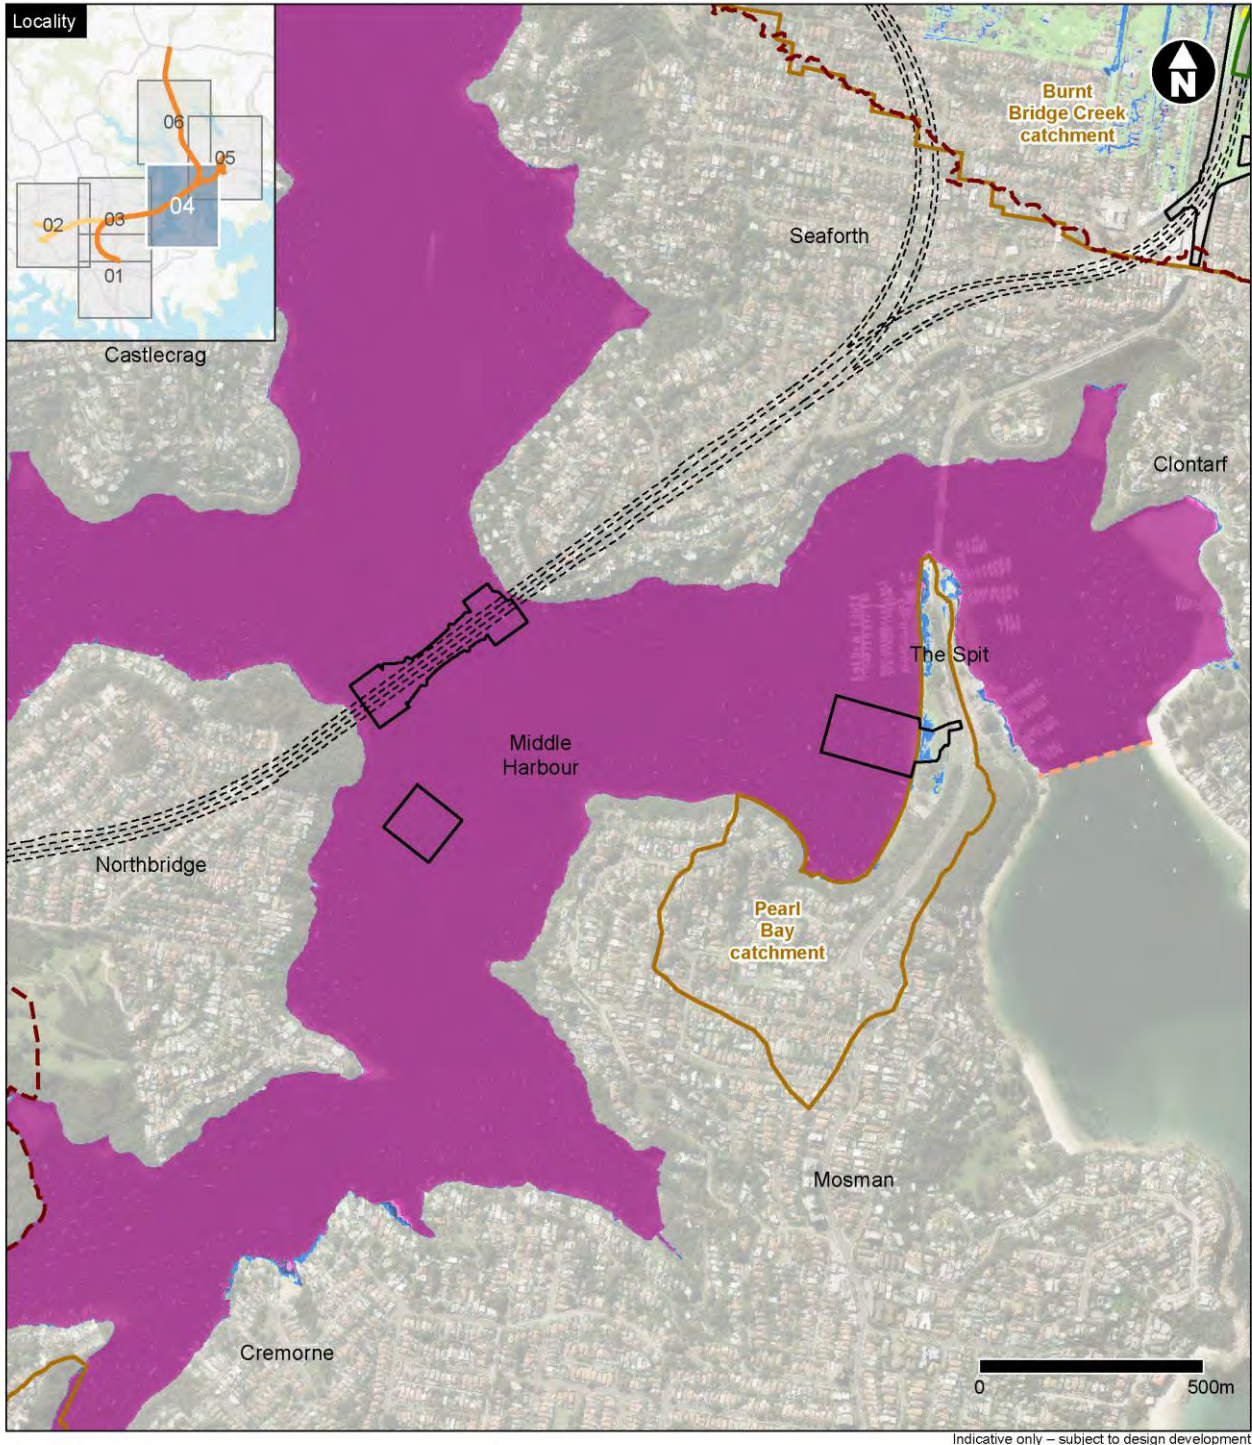 Locality
06
05
04
03
02
01
N
Burnt
Bridge Creek
catchment
Seaforth
Castlecrag
Clontarf
The Spit
Middle
Harbour
Northbridge
Pearl
Bay
catchment
Mosman
Cremorne
0
500m
Indicative only – subject to design development